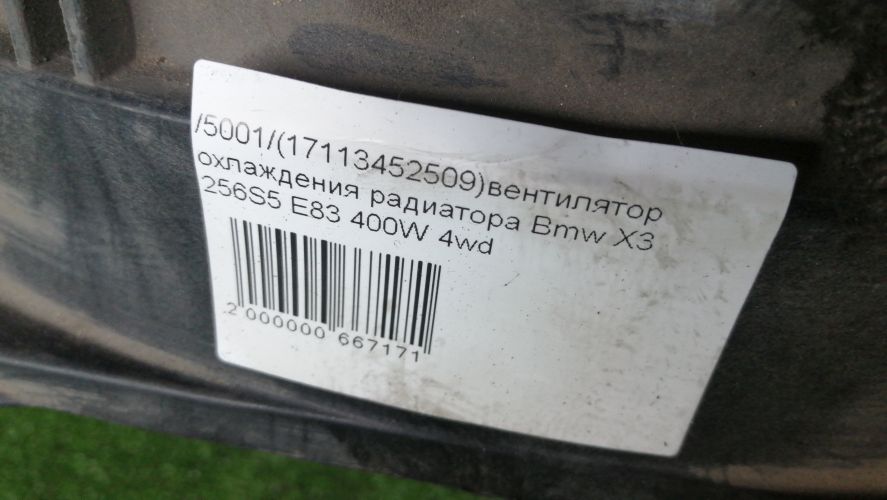 /5001/(17113452509)вентилятор
охлаждения радиатора Bmw X3
256S5 E83 400W 4wd
2 000000 667171